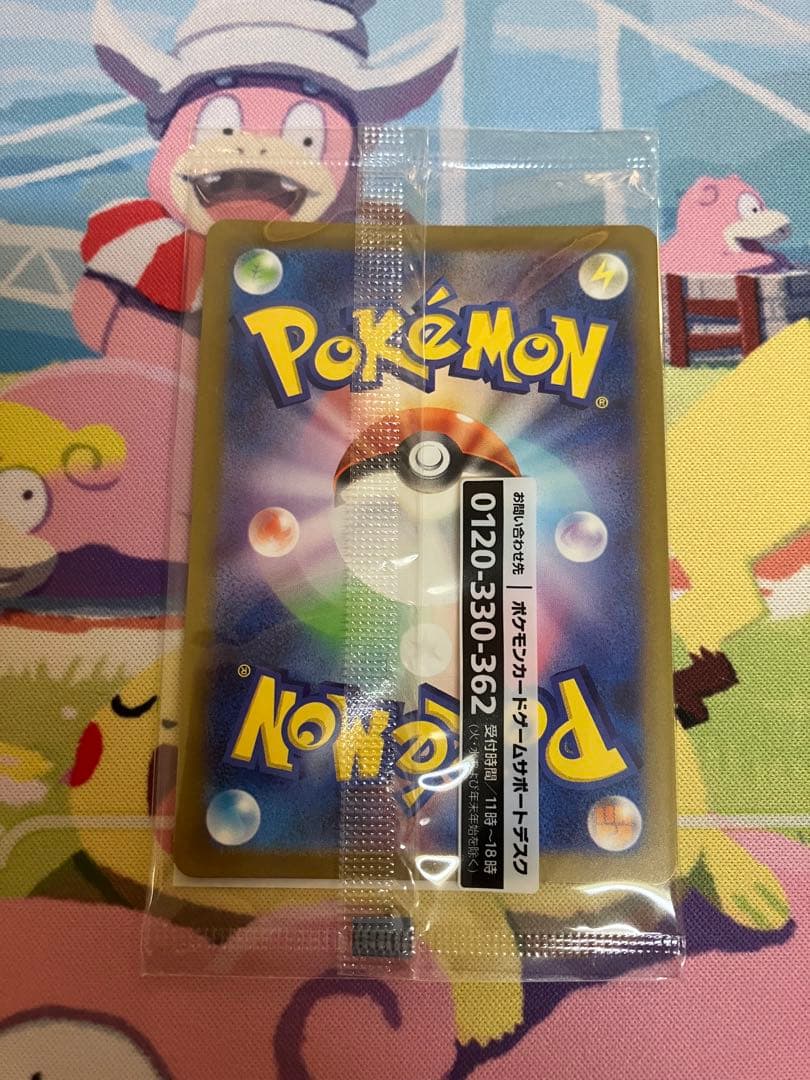 POKéMON
®
お問い合わせ先 | ポケモンカードゲームサポートデスク
0120-330-362 受付時間/11時~18時
POKéMON
®